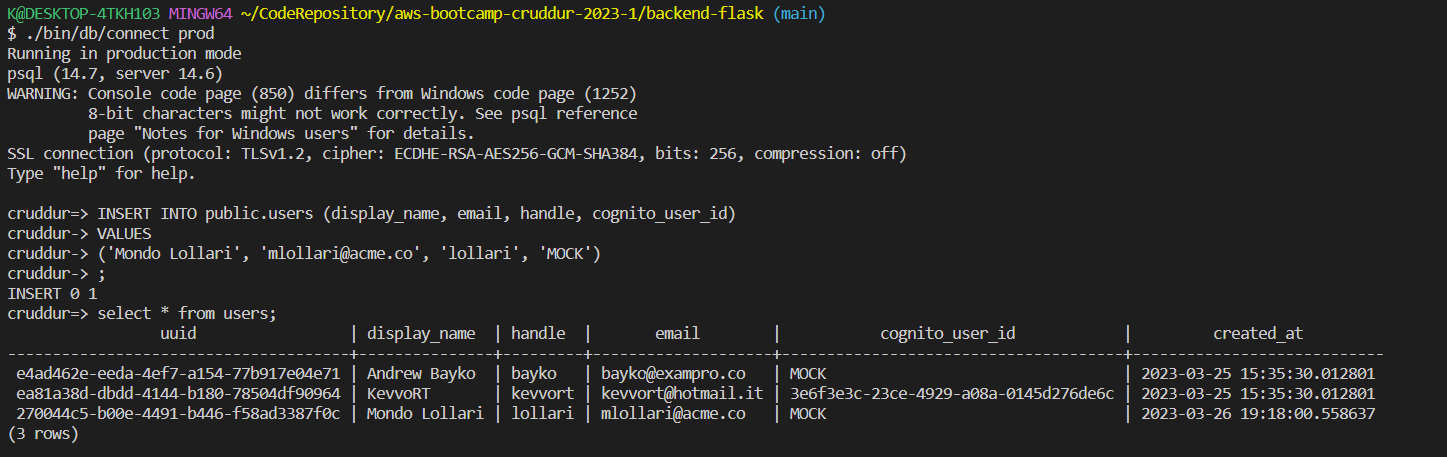 K@DESKTOP-4TKH103 MINGW64 ~/CodeRepository/aws-bootcamp-cruddur-2023-1/backend-flask (main)
$ ./bin/db/connect prod
Running in production mode
psql (14.7, server 14.6)
WARNING: Console code page (850) differs from Windows code page (1252)
         8-bit characters might not work correctly. See psql reference
         page "Notes for Windows users" for details.
SSL connection (protocol: TLSv1.2, cipher: ECDHE-RSA-AES256-GCM-SHA384, bits: 256, compression: off)
Type "help" for help.

cruddur=> INSERT INTO public.users (display_name, email, handle, cognito_user_id)
cruddur-> VALUES
cruddur-> ('Mondo Lollari', 'mlollari@acme.co', 'lollari', 'MOCK')
cruddur-> ;
INSERT 0 1
cruddur=> select * from users;
                 uuid                 | display_name  | handle  |       email        |           cognito_user_id            |         created_at
--------------------------------------+---------------+---------+--------------------+--------------------------------------+----------------------------
 e4ad462e-eeda-4ef7-a154-77b917e04e71 | Andrew Bayko  | bayko   | bayko@exampro.co   | MOCK                                 | 2023-03-25 15:35:30.012801
 ea81a38d-dbdd-4144-b180-78504df90964 | KevvoRT       | kevvort | kevvort@hotmail.it | 3e6f3e3c-23ce-4929-a08a-0145d276de6c | 2023-03-25 15:35:30.012801
 270044c5-b00e-4491-b446-f58ad3387f0c | Mondo Lollari | lollari | mlollari@acme.co   | MOCK                                 | 2023-03-26 19:18:00.558637
(3 rows)